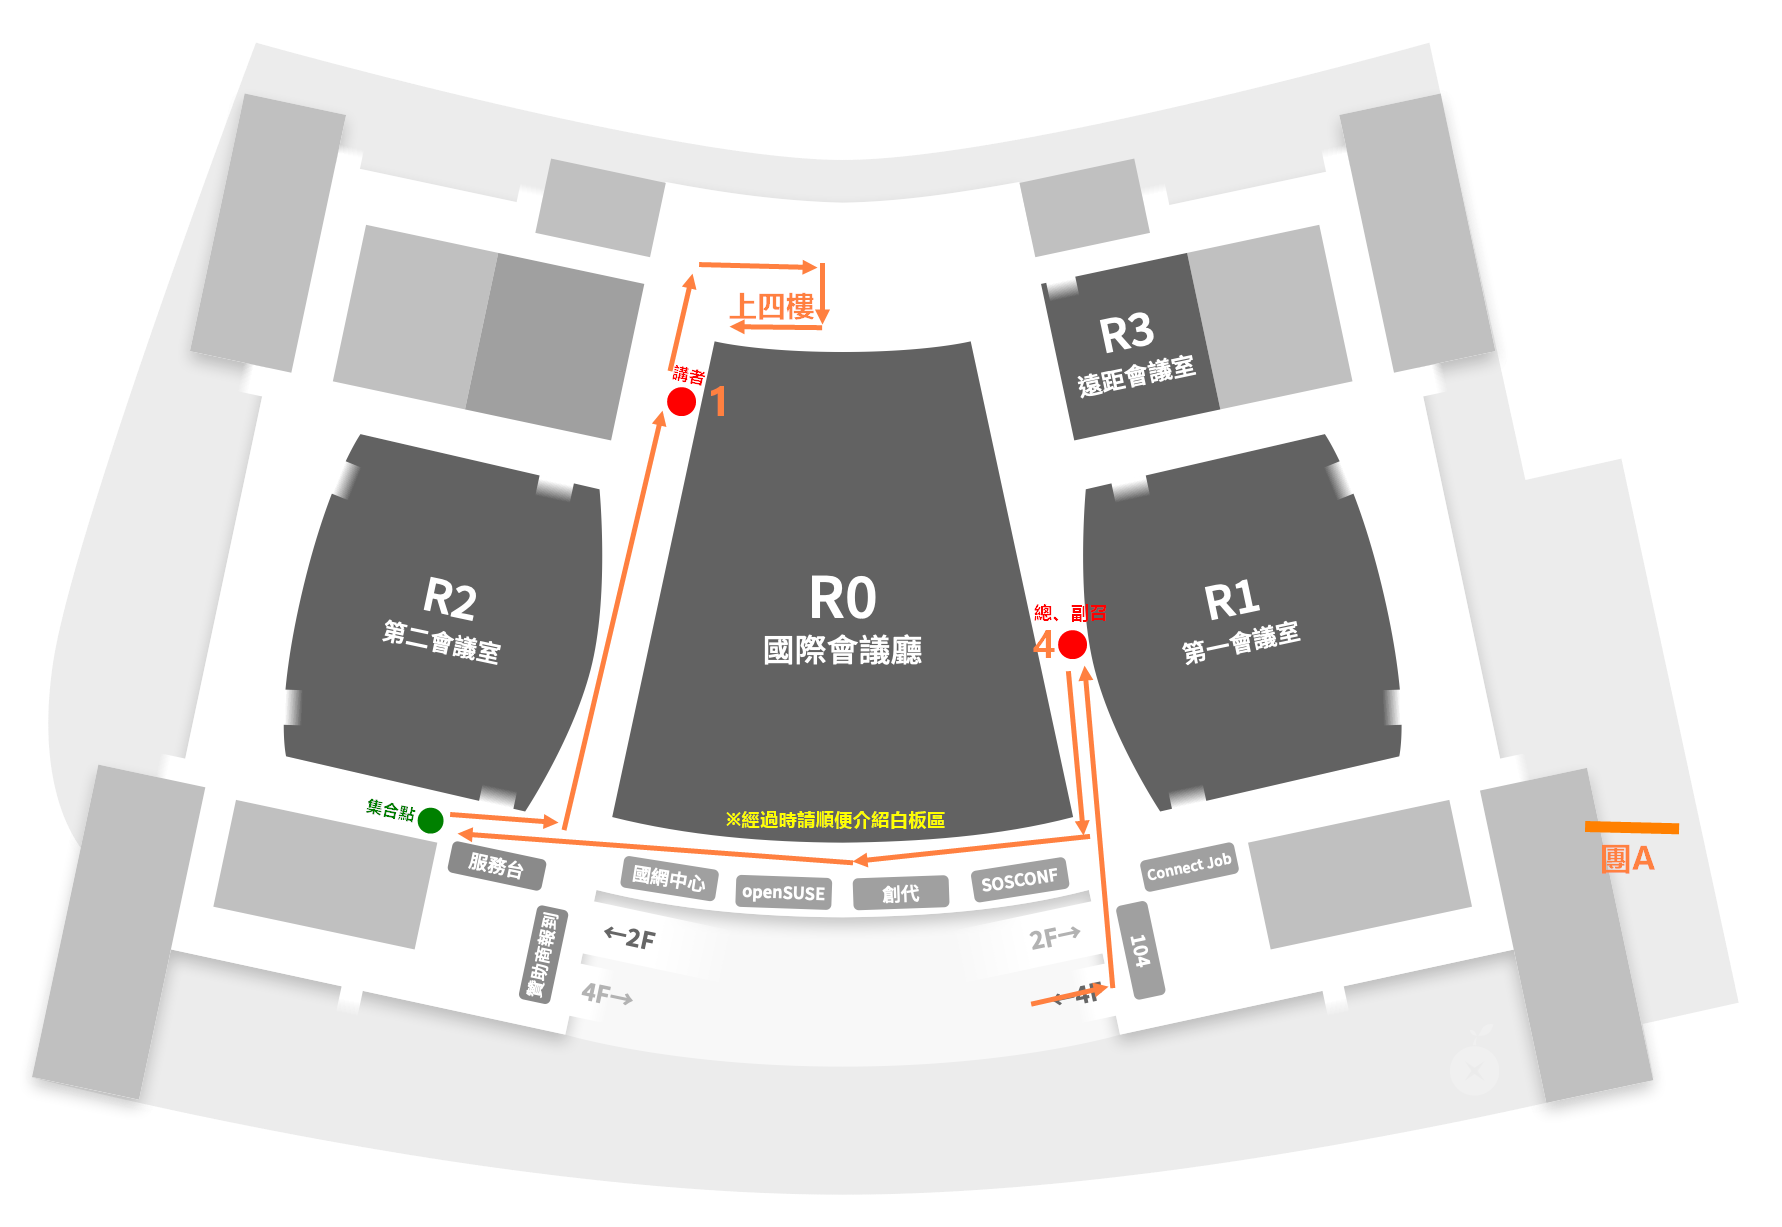 上四樓
講者
1
R3
遠距會議室
R2
第二會議室
R0
國際會議廳
總、副召
4
R1
第一會議室
集合點
※經過時請順便介紹白板區
服務台
國網中心
openSUSE
創代
SOSCONF
Connect Job
團A
贊助商報到
←2F
2F→
104
4F→
←4F